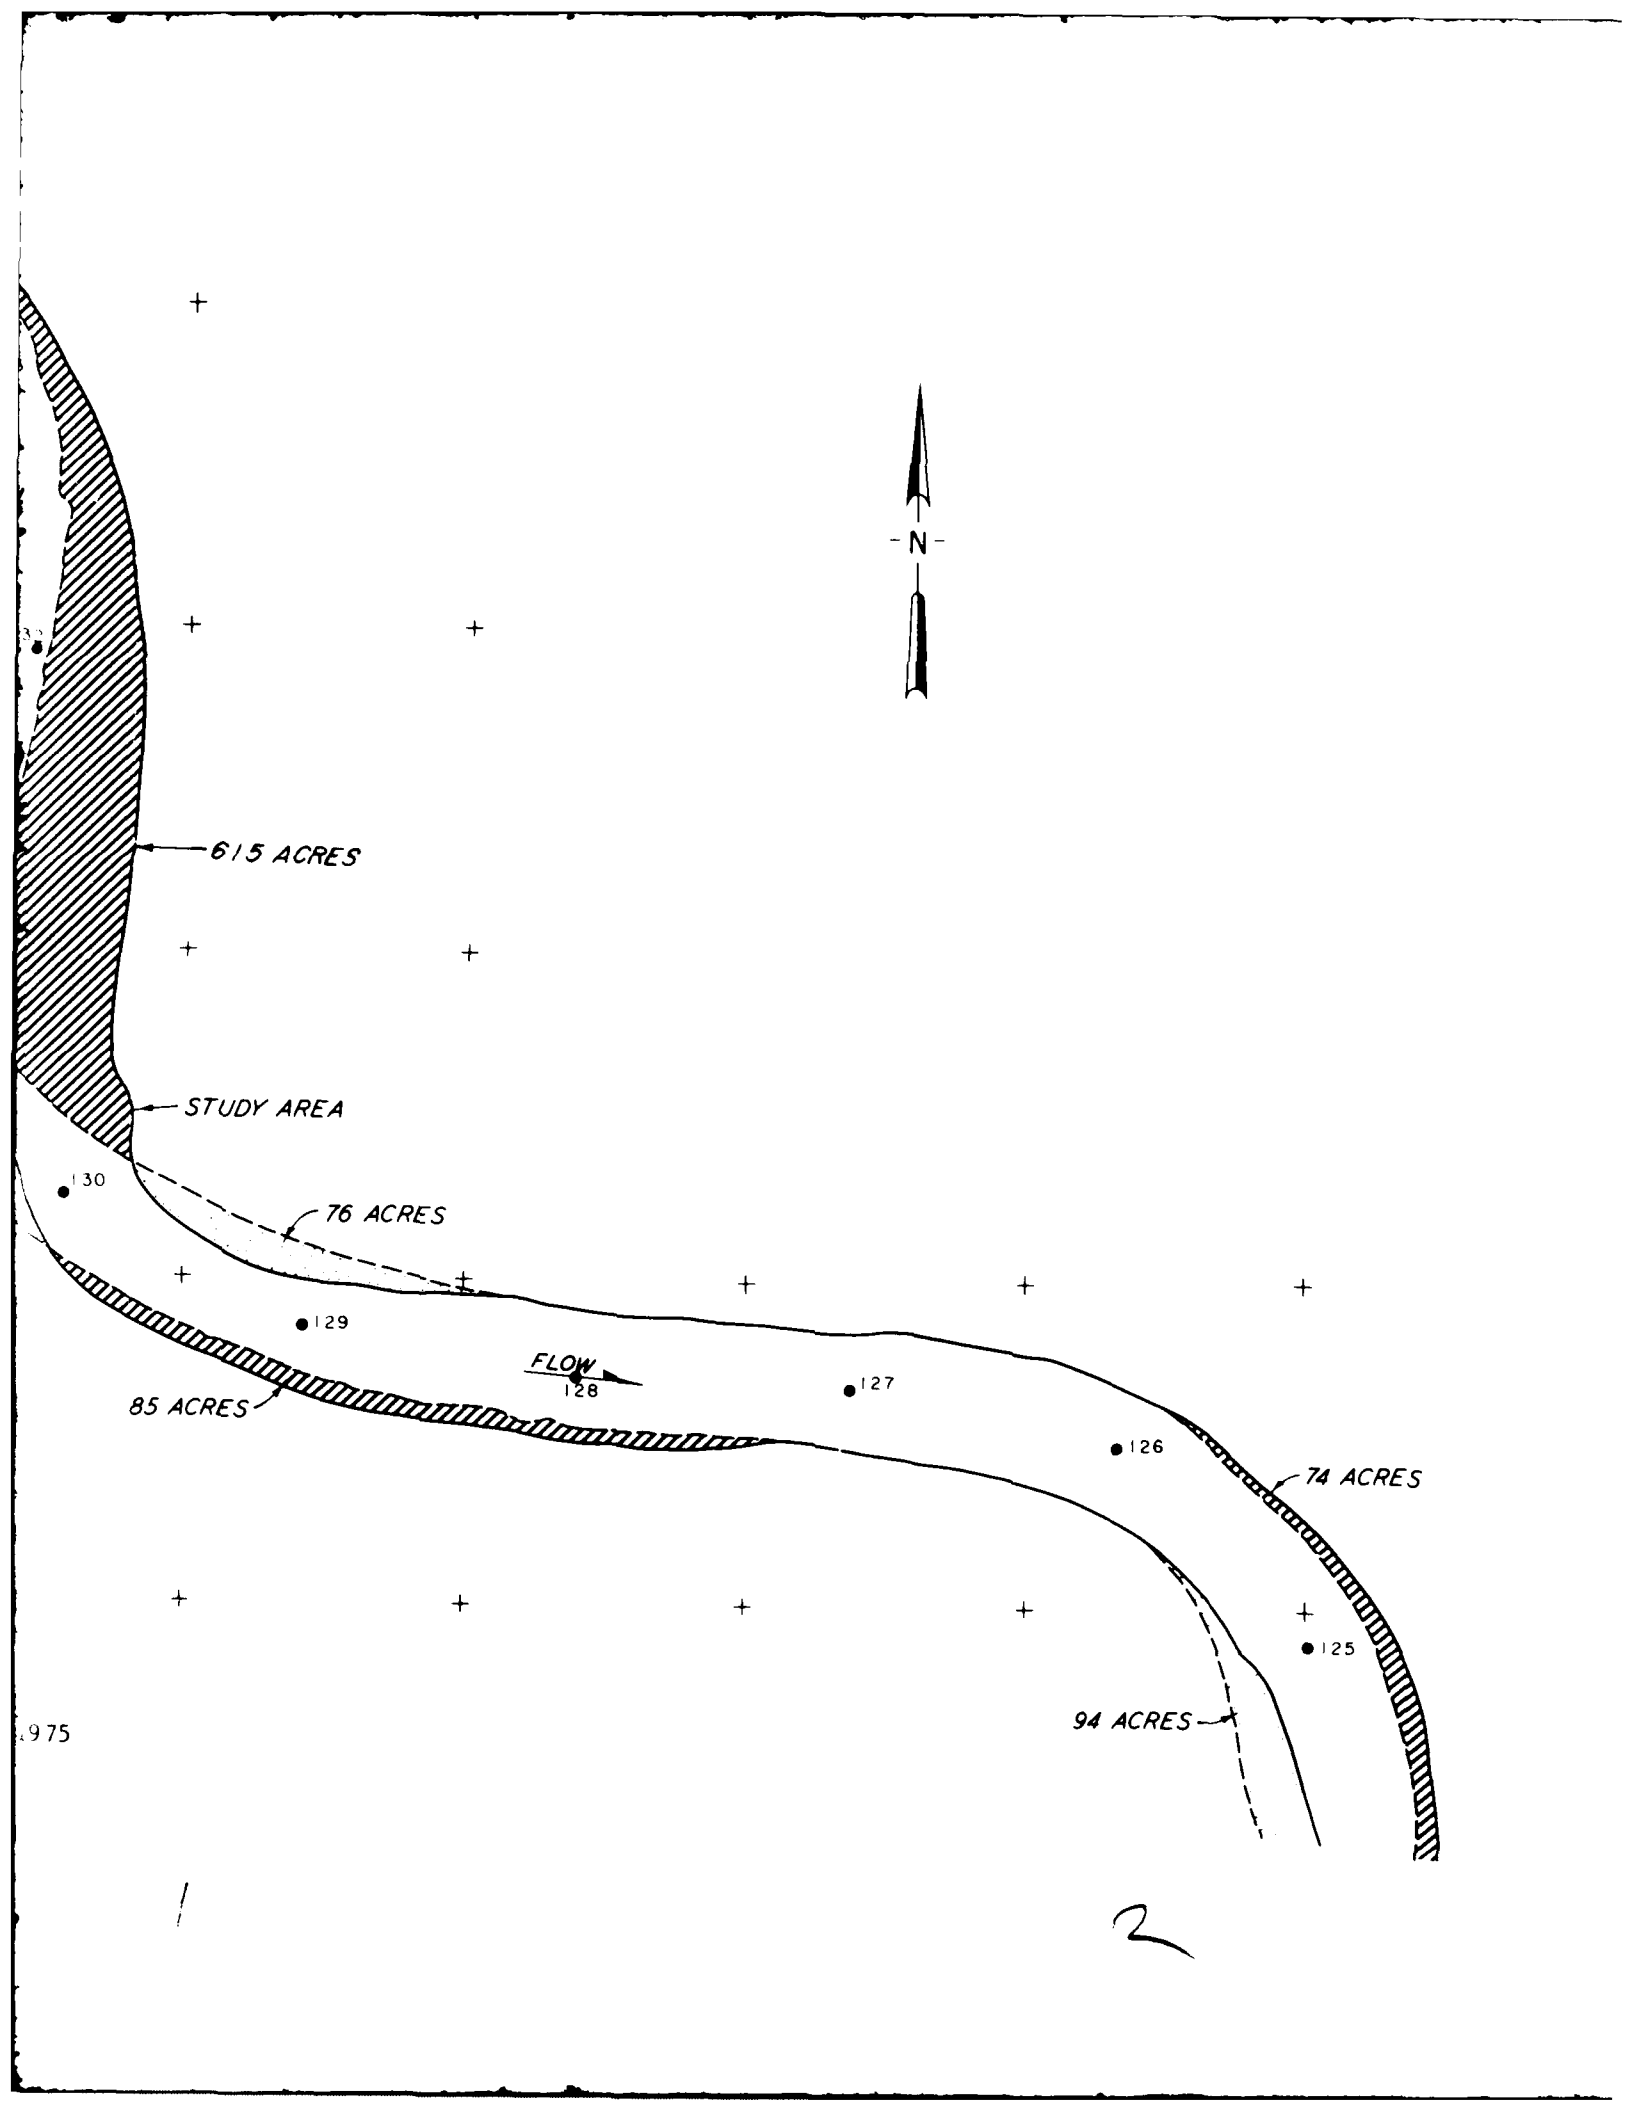 - N -
615 ACRES
STUDY AREA
130
76 ACRES
129
FLOW
128
127
85 ACRES
126
74 ACRES
125
94 ACRES
975
1
2